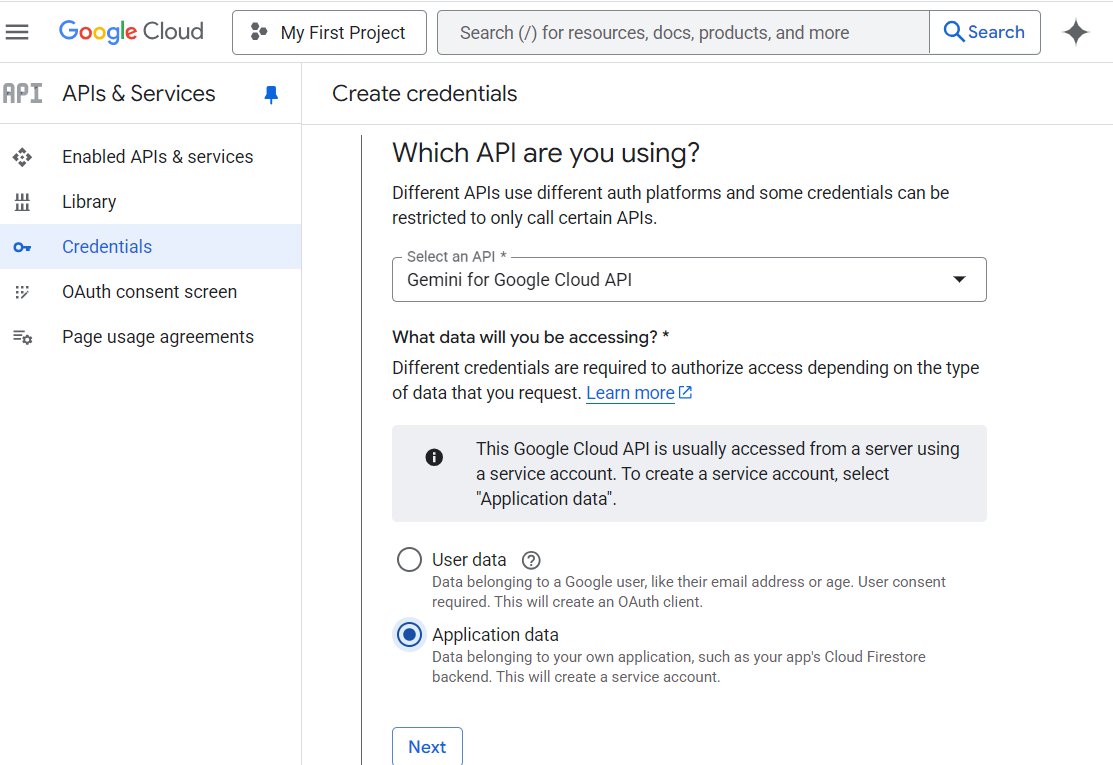 Google Cloud
My First Project
Search (/) for resources, docs, products, and more
Search
API
APIs & Services
Create credentials
Enabled APIs & services
Library
Credentials
OAuth consent screen
Page usage agreements
Which API are you using?
Different APIs use different auth platforms and some credentials can be
restricted to only call certain APIs.
Select an API *
Gemini for Google Cloud API
What data will you be accessing? *
Different credentials are required to authorize access depending on the type
of data that you request. Learn more
This Google Cloud API is usually accessed from a server using
a service account. To create a service account, select
"Application data".
User data
Data belonging to a Google user, like their email address or age. User consent
required. This will create an OAuth client.
Application data
Data belonging to your own application, such as your app's Cloud Firestore
backend. This will create a service account.
Next